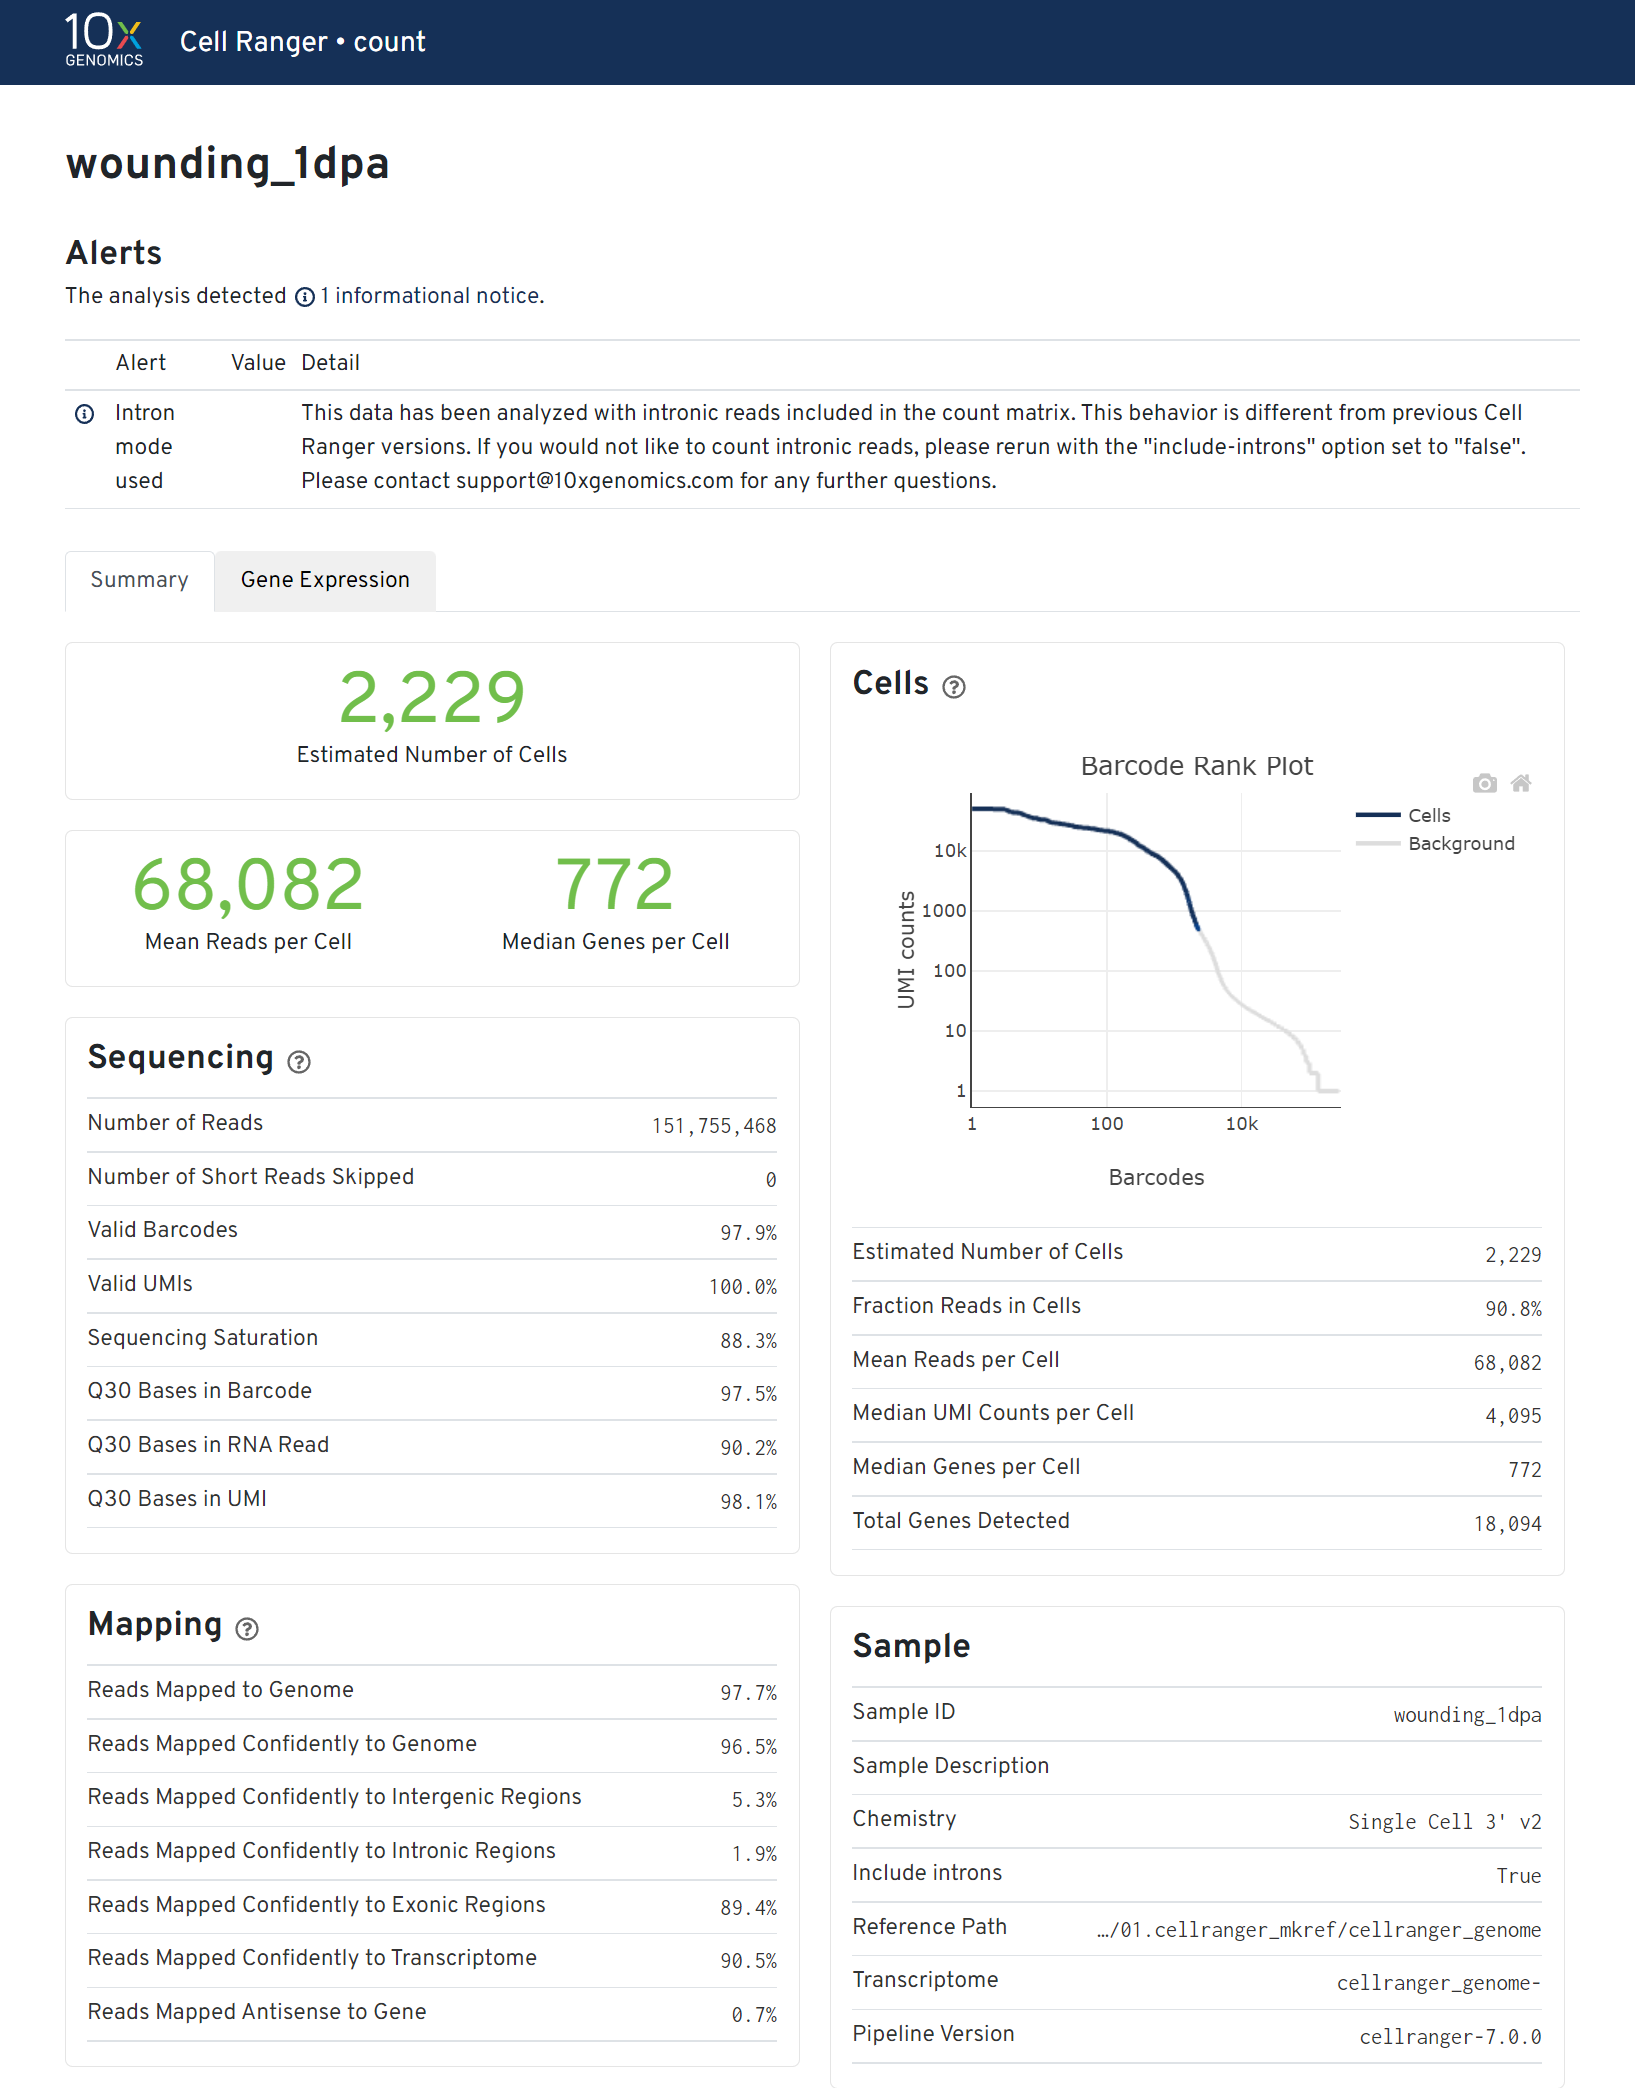 10x
GENOMICS
Cell Ranger • count
wounding_1dpa
Alerts
The analysis detected 1 informational notice.
Alert Value Detail
Intron mode used
This data has been analyzed with intronic reads included in the count matrix. This behavior is different from previous Cell
Ranger versions. If you would not like to count intronic reads, please rerun with the "include-introns" option set to "false".
Please contact support@10xgenomics.com for any further questions.
Summary Gene Expression
2,229
Estimated Number of Cells
68,082
Mean Reads per Cell
772
Median Genes per Cell
Sequencing ?
Number of Reads 151,755,468
Number of Short Reads Skipped 0
Valid Barcodes 97.9%
Valid UMIs 100.0%
Sequencing Saturation 88.3%
Q30 Bases in Barcode 97.5%
Q30 Bases in RNA Read 90.2%
Q30 Bases in UMI 98.1%
Mapping ?
Reads Mapped to Genome 97.7%
Reads Mapped Confidently to Genome 96.5%
Reads Mapped Confidently to Intergenic Regions 5.3%
Reads Mapped Confidently to Intronic Regions 1.9%
Reads Mapped Confidently to Exonic Regions 89.4%
Reads Mapped Confidently to Transcriptome 90.5%
Reads Mapped Antisense to Gene 0.7%
Cells ?
Barcode Rank Plot
Cells
Background
UMI counts
10k
1000
100
10
1
1 100 10k
Barcodes
Estimated Number of Cells 2,229
Fraction Reads in Cells 90.8%
Mean Reads per Cell 68,082
Median UMI Counts per Cell 4,095
Median Genes per Cell 772
Total Genes Detected 18,094
Sample
Sample ID wounding_1dpa
Sample Description
Chemistry Single Cell 3' v2
Include introns True
Reference Path …/01.cellranger_mkref/cellranger_genome
Transcriptome cellranger_genome-
Pipeline Version cellranger-7.0.0